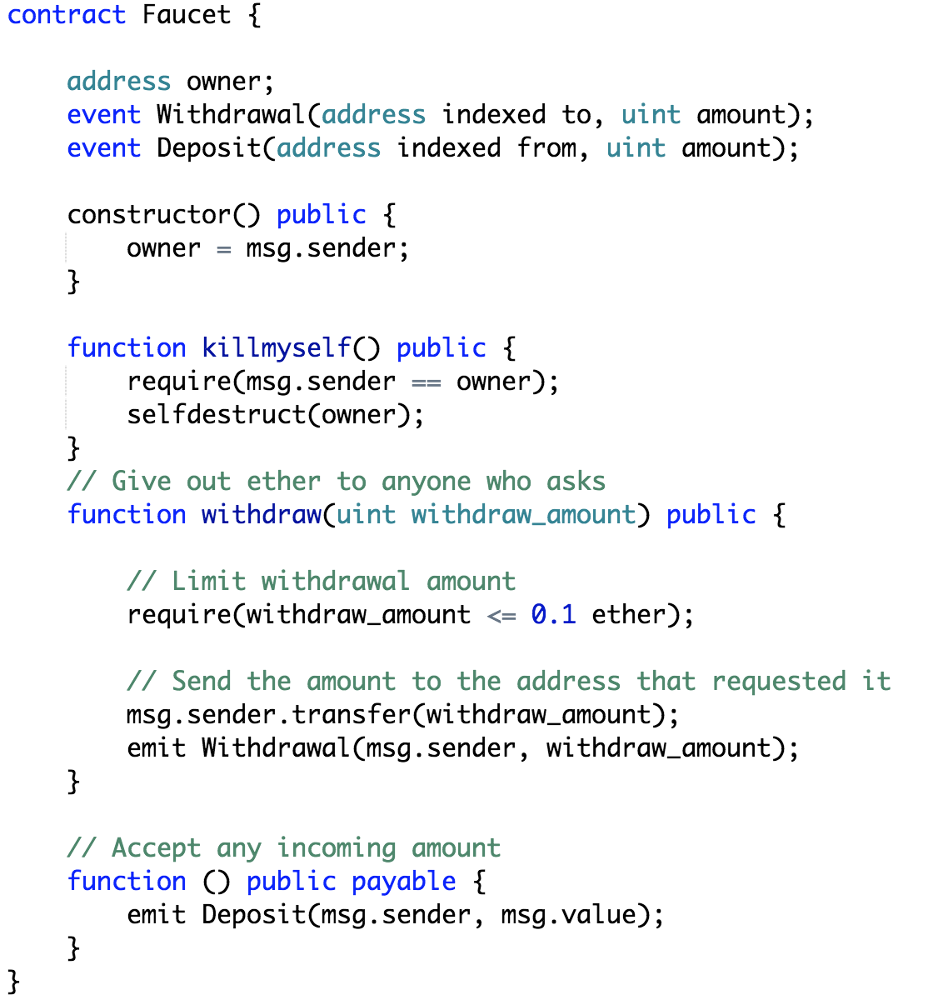 contract Faucet {
address owner;
event Withdrawal(address indexed to, uint amount);
event Deposit(address indexed from, uint amount);
constructor() public {
owner = msg.sender;
}
function killmyself() public {
require(msg.sender == owner);
selfdestruct(owner);
}
// Give out ether to anyone who asks
function withdraw(uint withdraw_amount) public {
// Limit withdrawal amount
require(withdraw_amount <= 0.1 ether);
// Send the amount to the address that requested it
msg.sender.transfer(withdraw_amount);
emit Withdrawal(msg.sender, withdraw_amount);
}
// Accept any incoming amount
function () public payable {
emit Deposit(msg.sender, msg.value);
}
}